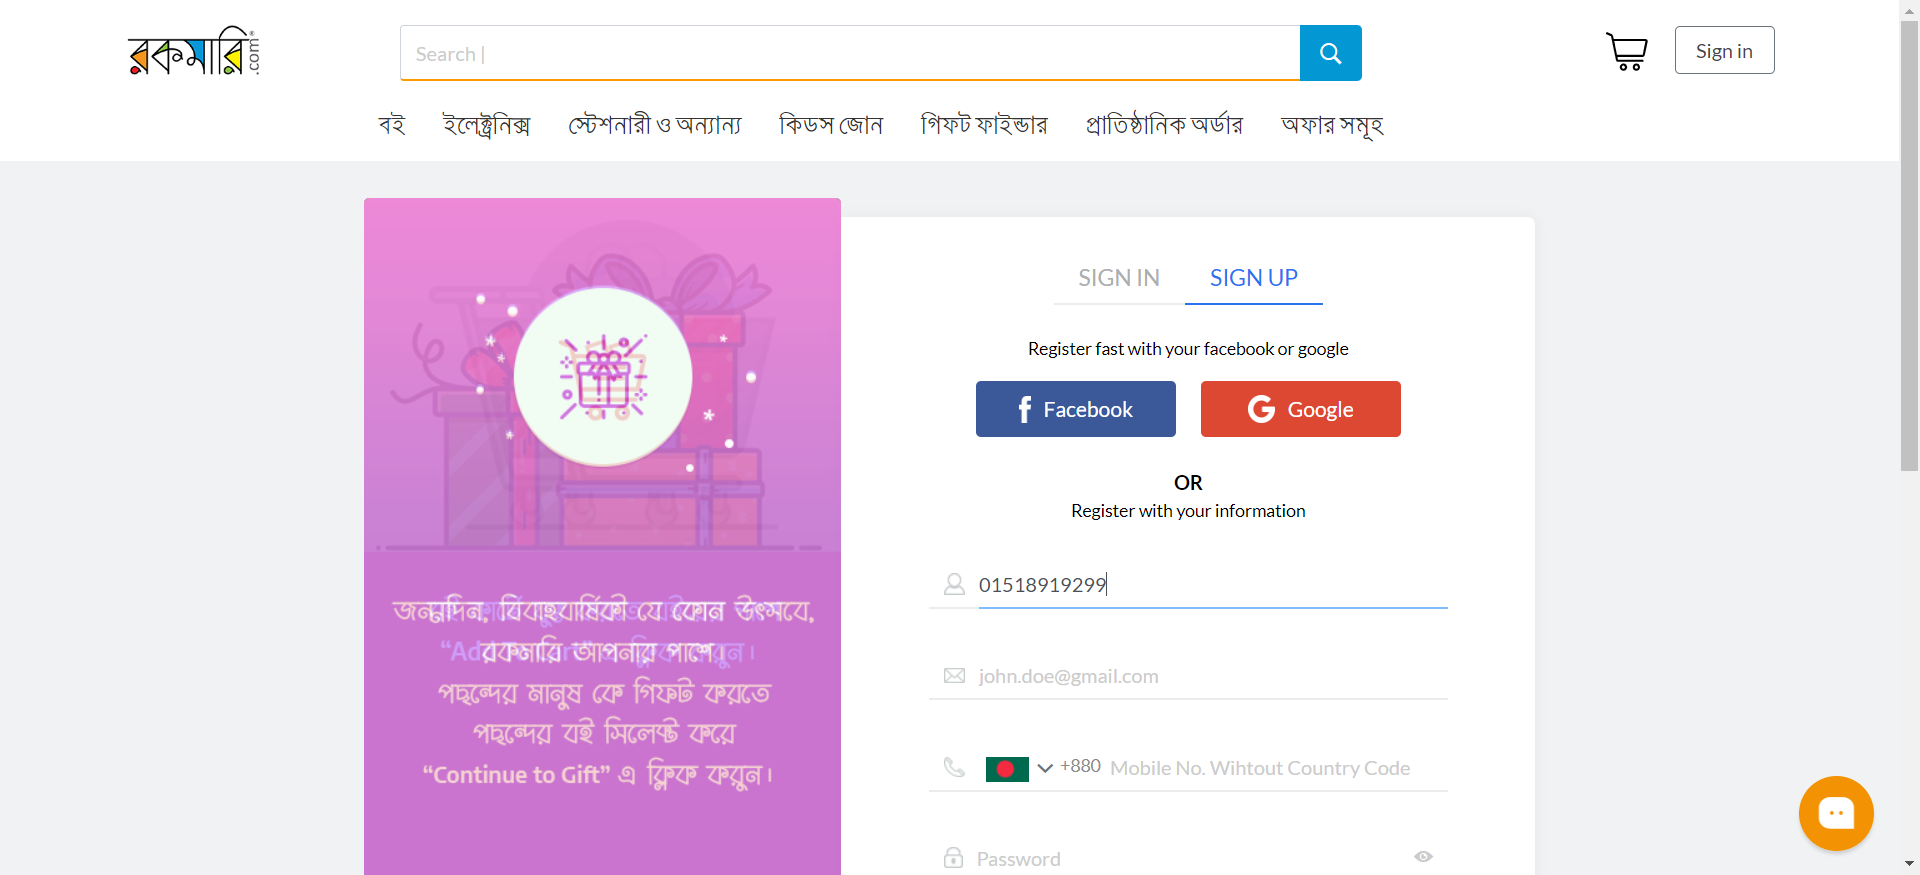 রকমারি.com
Search |
Sign in
বই ইলেক্ট্রনিক্স স্টেশনারী ও অন্যান্য কিডস জোন গিফট ফাইন্ডার প্রাতিষ্ঠানিক অর্ডার অফার সমূহ
SIGN IN SIGN UP
Register fast with your facebook or google
Facebook
Google
OR
Register with your information
01518919299
john.doe@gmail.com
+880 Mobile No. Wihtout Country Code
Password
জন্মদিন, বিবাহবার্ষিকী যে কোন উৎসবে,
রকমারি আপনার পাশে।
পছন্দের মানুষ কে গিফট করতে
পছন্দের বই সিলেক্ট করে
“Continue to Gift” এ ক্লিক করুন।